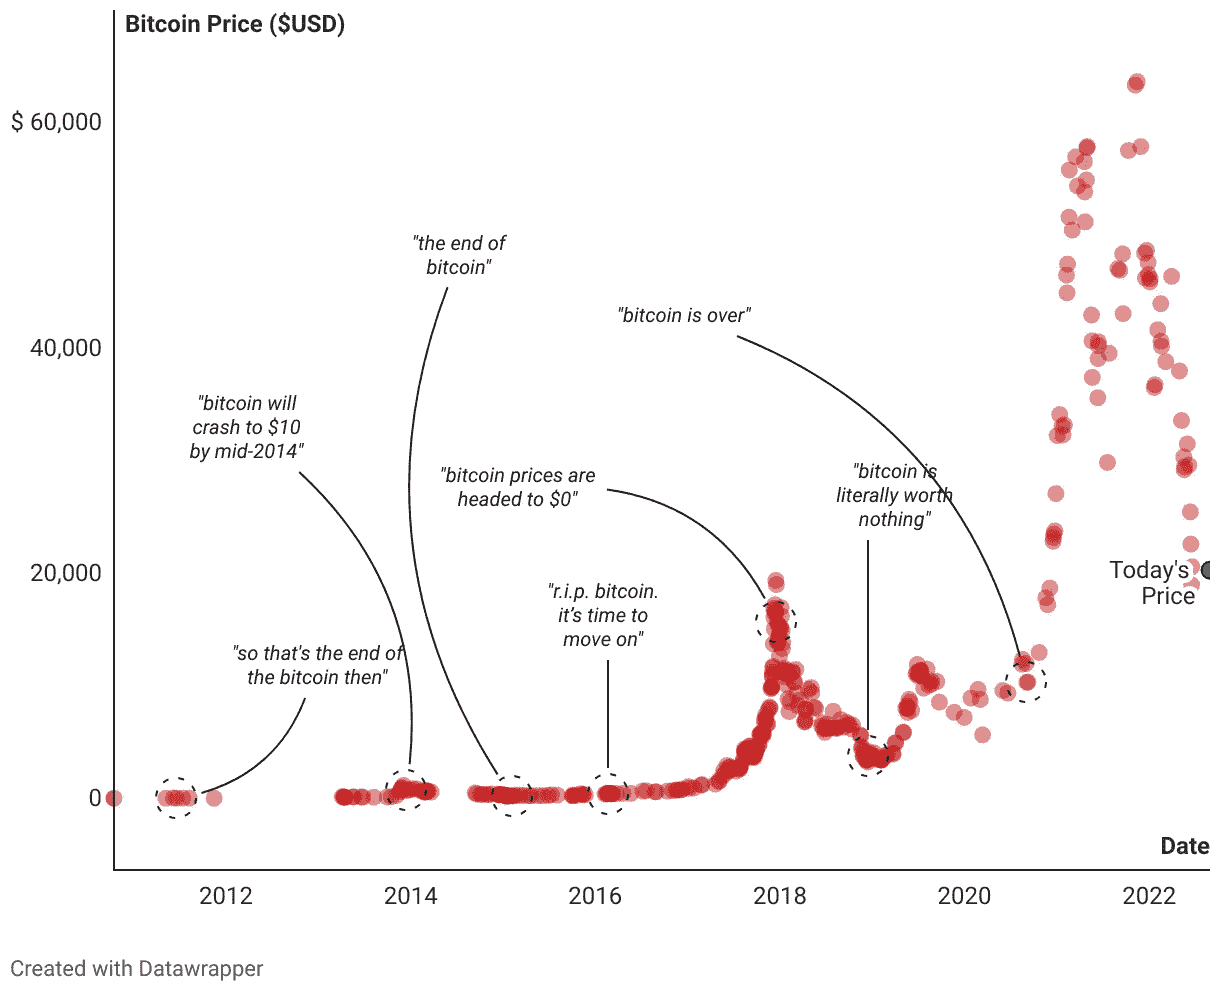 Bitcoin Price ($USD)
$ 60,000
40,000
20,000
0
"the end of
bitcoin"
"bitcoin is over"
"bitcoin will
crash to $10
by mid-2014"
"bitcoin prices are
headed to $0"
"bitcoin is
literally worth
nothing"
"r.i.p. bitcoin.
it's time to
move on"
"so that's the end of
the bitcoin then"
Today's
Price
Date
2012
2014
2016
2018
2020
2022
Created with Datawrapper